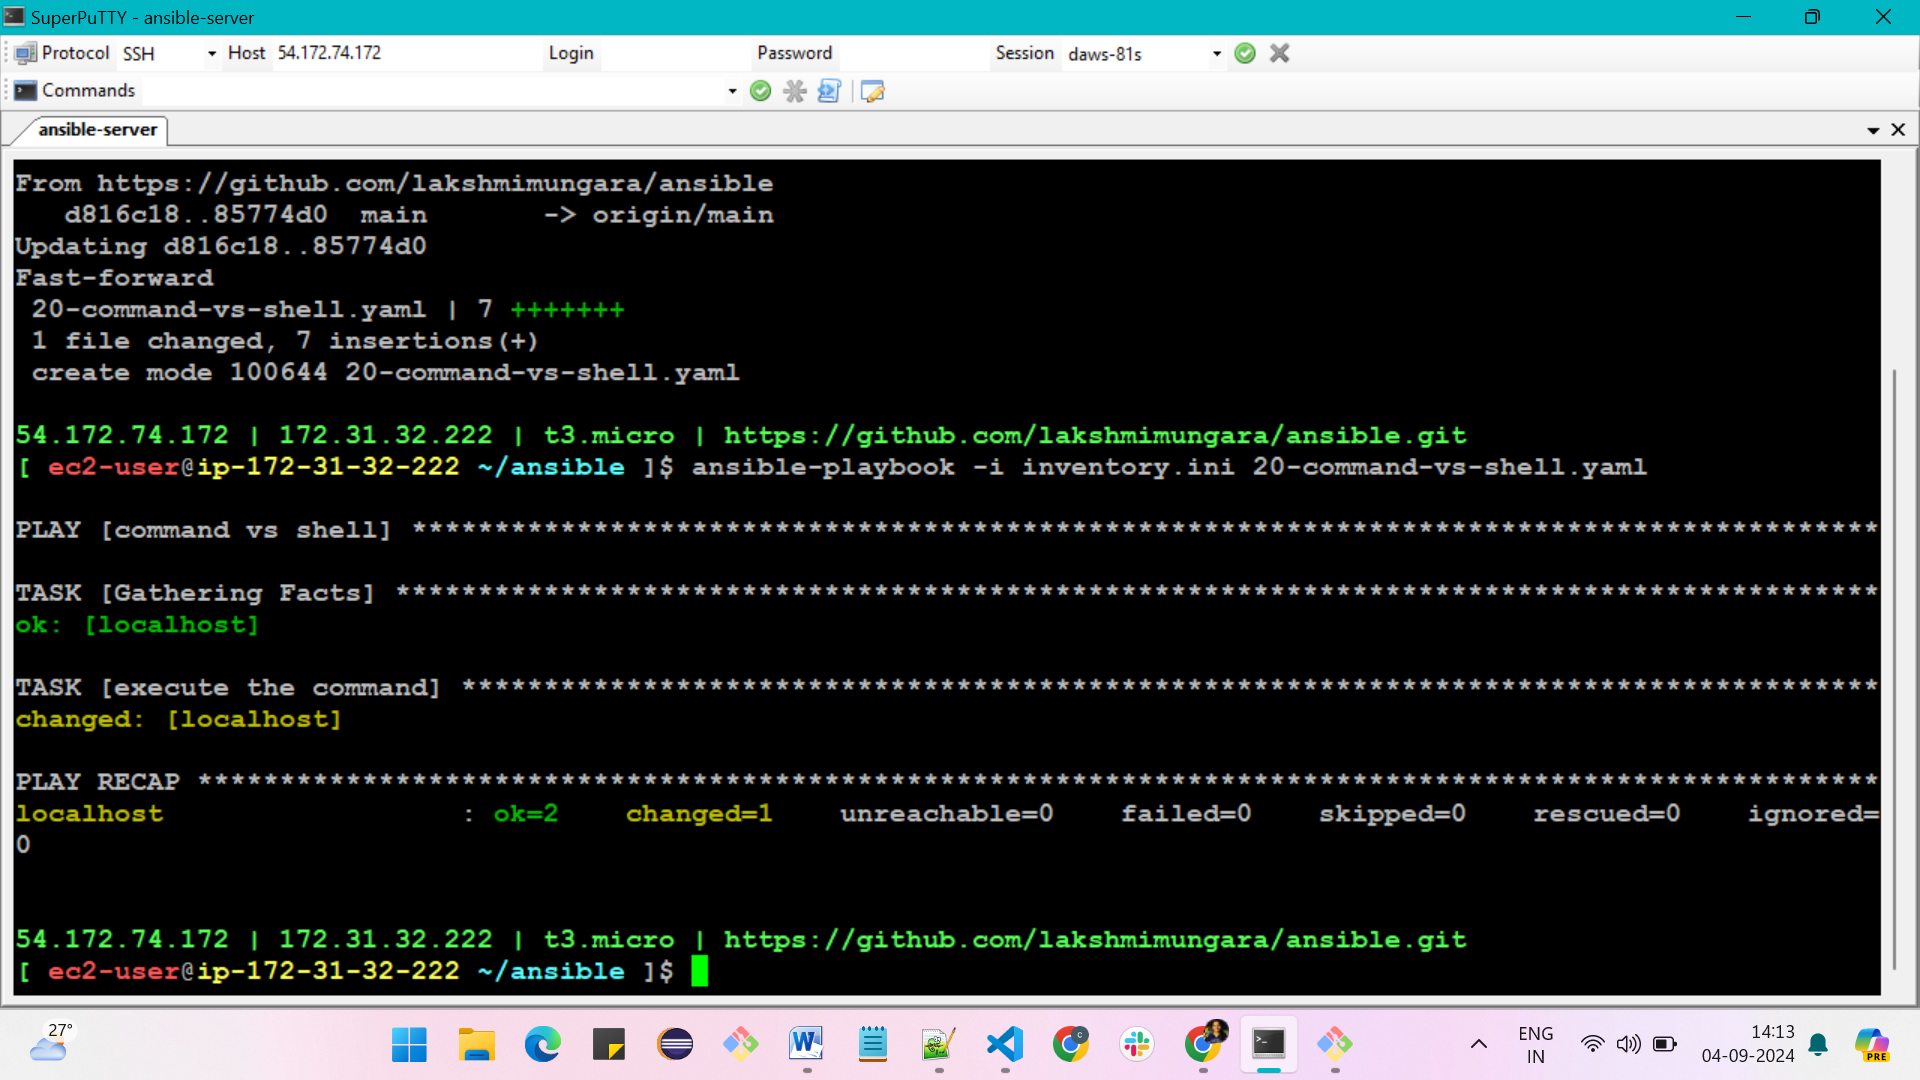 SuperPuTTY - ansible-server
Protocol SSH Host 54.172.74.172 Login Password Session daws-81s
Commands
ansible-server
From https://github.com/lakshmimungara/ansible
   d816c18..85774d0  main       -> origin/main
Updating d816c18..85774d0
Fast-forward
 20-command-vs-shell.yaml | 7 +++++++
 1 file changed, 7 insertions(+)
 create mode 100644 20-command-vs-shell.yaml
54.172.74.172 | 172.31.32.222 | t3.micro | https://github.com/lakshmimungara/ansible.git
[ ec2-user@ip-172-31-32-222 ~/ansible ]$ ansible-playbook -i inventory.ini 20-command-vs-shell.yaml
PLAY [command vs shell] *****************************************************************************************
TASK [Gathering Facts] ******************************************************************************************
ok: [localhost]
TASK [execute the command] **************************************************************************************
changed: [localhost]
PLAY RECAP ******************************************************************************************************
localhost                  : ok=2    changed=1    unreachable=0    failed=0    skipped=0    rescued=0    ignored=
0
54.172.74.172 | 172.31.32.222 | t3.micro | https://github.com/lakshmimungara/ansible.git
[ ec2-user@ip-172-31-32-222 ~/ansible ]$
27°
ENG
IN
14:13
04-09-2024
PRE